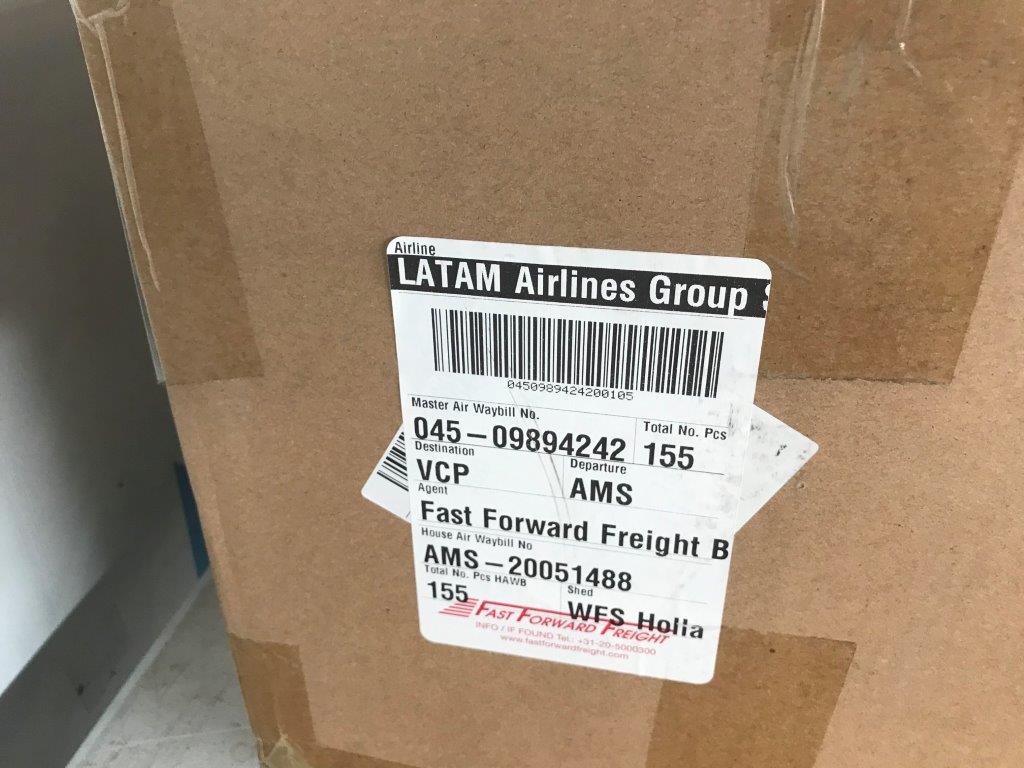 Airline
LATAM Airlines Group
0450989424200105
Master Air Waybill No.
Total No. Pcs
045-09894242
155
Destination
Departure
VCP
AMS
Agent
Fast Forward Freight B
House Air Waybill No
AMS-20051488
Total No. Pcs HAWB
Shed
155
WFS Holla
FAST FORWARD FREIGHT
INFO / IF FOUND Tel.: +31-20-5000300
www.fastforwardfreight.com